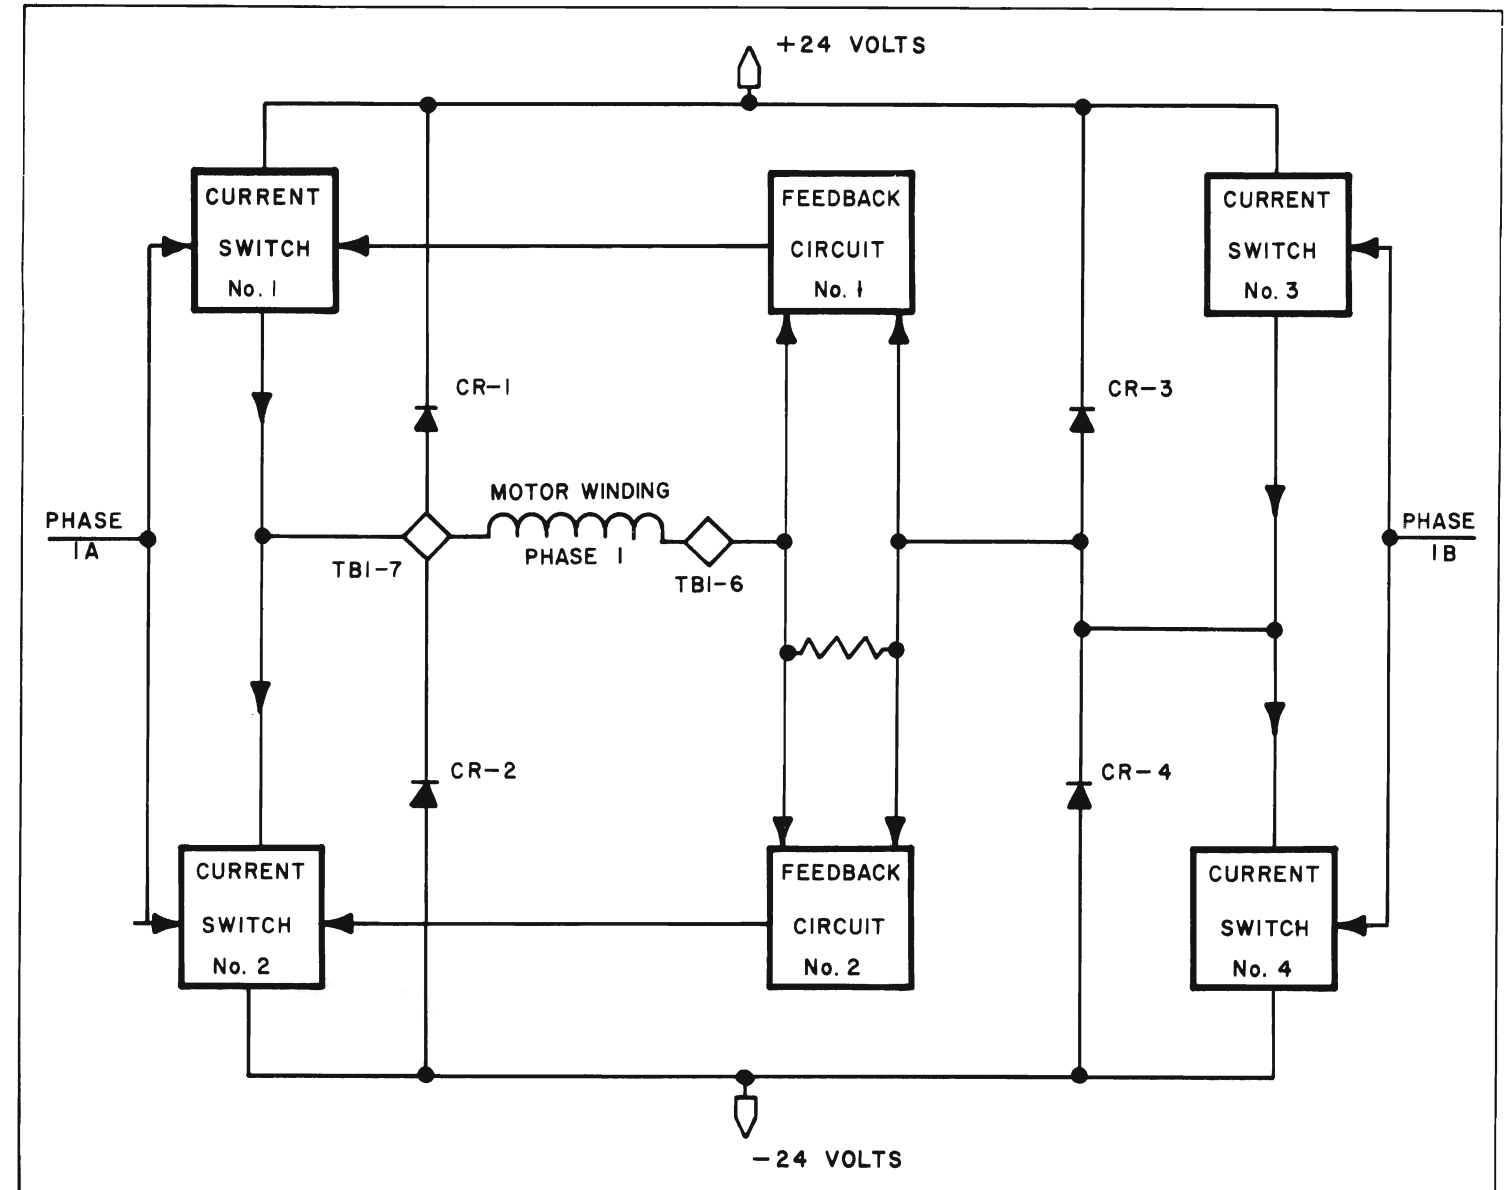 +24 VOLTS
CURRENT
SWITCH
No. 1
FEEDBACK
CIRCUIT
No. 1
CURRENT
SWITCH
No. 3
CR-1
CR-3
MOTOR WINDING
PHASE 1
TB1-7
TB1-6
PHASE
1A
PHASE
1B
CR-2
CR-4
CURRENT
SWITCH
No. 2
FEEDBACK
CIRCUIT
No. 2
CURRENT
SWITCH
No. 4
-24 VOLTS